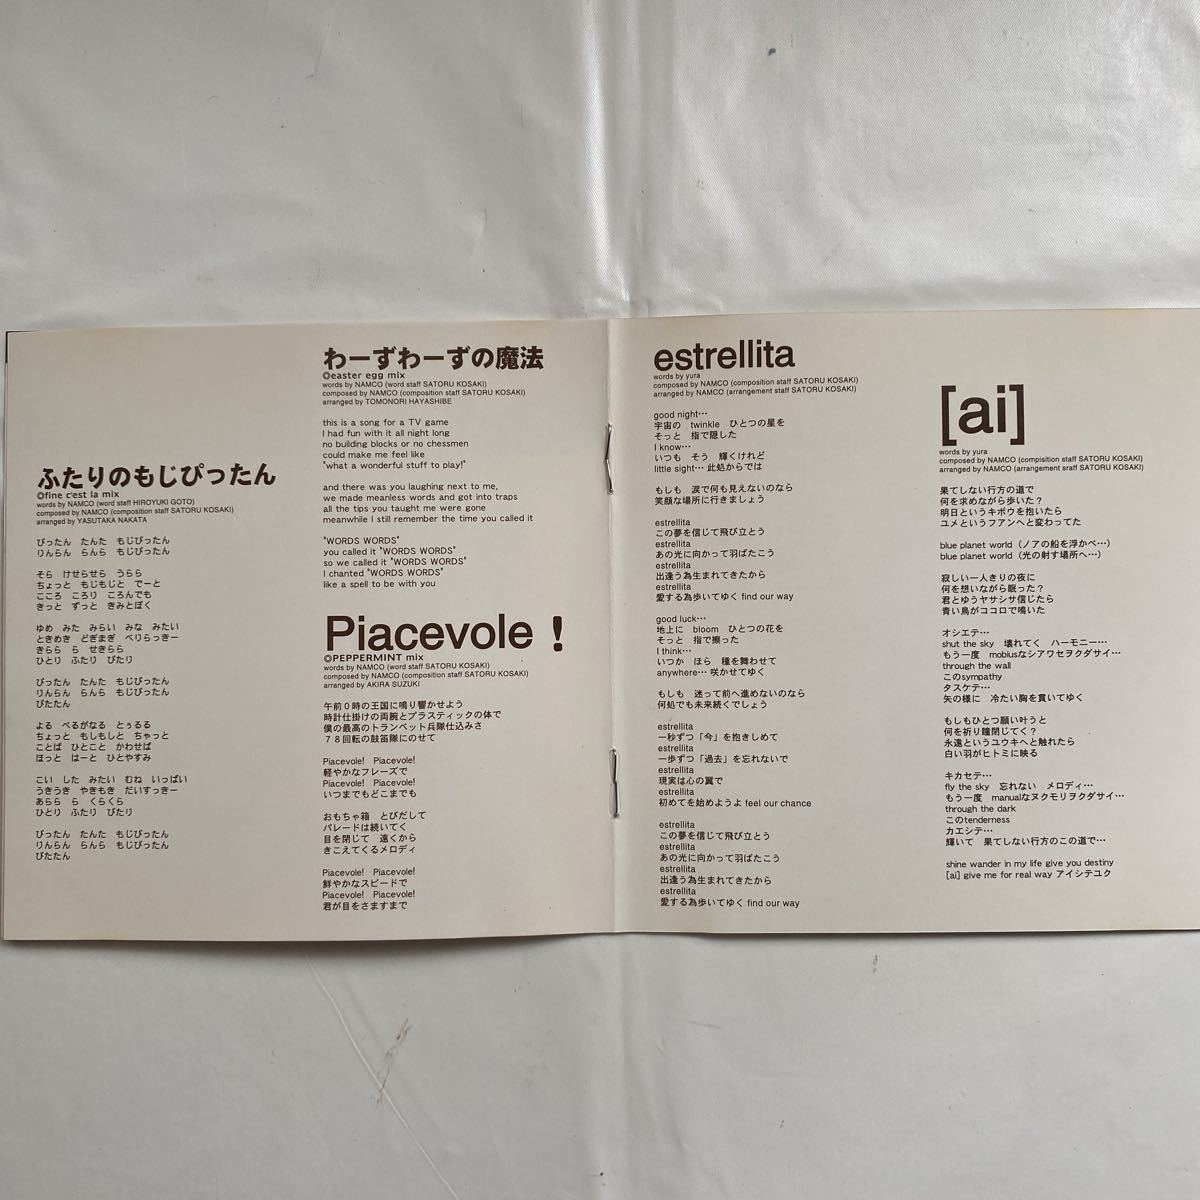 ふたりのもじぴったん
◎fine c'est la mix
words by NAMCO (word staff HIROYUKI GOTO)
composed by NAMCO (composition staff SATORU KOSAKI)
arranged by YASUTAKA NAKATA
ぴったん　たんた　もじぴったん
りんらん　らんら　もじぴったん
そら　けせらせら　うらら
ちょっと　もじもじと　でーと
こころ　ころり　ころんでも
きっと　ずっと　きみとぼく
ゆめ　みた　みらい　みな　みたい
ときめき　どぎまぎ　べりらっきー
きらら　ら　せきらら
ひとり　ふたり　ぴたり
ぴったん　たんた　もじぴったん
りんらん　らんら　もじぴったん
ぴたたん
よる　べるがなる　とぅるる
ちょっと　もしもしと　ちゃっと
ことば　ひとこと　かわせば
ほっと　はーと　ひとやすみ
こい　した　みたい　むね　いっぱい
うきうき　やきもき　だいすっきー
あらら　ら　くらくら
ひとり　ふたり　ぴたり
ぴったん　たんた　もじぴったん
りんらん　らんら　もじぴったん
ぴたたん
わーずわーずの魔法
◎easter egg mix
words by NAMCO (word staff SATORU KOSAKI)
composed by NAMCO (composition staff SATORU KOSAKI)
arranged by TOMONORI HAYASHIBE
this is a song for a TV game
I had fun with it all night long
no building blocks or no chessmen
could make me feel like
"what a wonderful stuff to play!"
and there was you laughing next to me,
we made meanless words and got into traps
all the tips you taught me were gone
meanwhile I still remember the time you called it
"WORDS WORDS"
you called it "WORDS WORDS"
so we called it "WORDS WORDS"
I chanted "WORDS WORDS"
like a spell to be with you
Piacevole !
◎PEPPERMINT mix
words by NAMCO (word staff SATORU KOSAKI)
composed by NAMCO (composition staff SATORU KOSAKI)
arranged by AKIRA SUZUKI
午前０時の王国に鳴り響かせよう
時計仕掛けの両腕とプラスティックの体で
僕の最高のトランペット兵隊仕込みさ
７８回転の鼓笛隊にのせて
Piacevole!　Piacevole!
軽やかなフレーズで
Piacevole!　Piacevole!
いつまでもどこまでも
おもちゃ箱　とびだして
パレードは続いてく
目を閉じて　遠くから
きこえてくるメロディ
Piacevole!　Piacevole!
鮮やかなスピードで
Piacevole!　Piacevole!
君が目をさますまで
estrellita
words by yura
composed by NAMCO (composition staff SATORU KOSAKI)
arranged by NAMCO (arrangement staff SATORU KOSAKI)
good night…
宇宙の　twinkle　ひとつの星を
そっと　指で隠した
I know…
いつも　そう　輝くけれど
little sight… 此処からでは
もしも　涙で何も見えないのなら
笑顔な場所に行きましょう
estrellita
この夢を信じて飛び立とう
estrellita
あの光に向かって羽ばたこう
estrellita
出逢う為生まれてきたから
estrellita
愛する為歩いてゆく find our way
good luck…
地上に　bloom　ひとつの花を
そっと　指で擦った
I think…
いつか　ほら　種を舞わせて
anywhere… 咲かせてゆく
もしも　迷って前へ進めないのなら
何処でも未来続くでしょう
estrellita
一秒ずつ「今」を抱きしめて
estrellita
一歩ずつ「過去」を忘れないで
estrellita
現実は心の翼で
estrellita
初めてを始めようよ feel our chance
estrellita
この夢を信じて飛び立とう
estrellita
あの光に向かって羽ばたこう
estrellita
出逢う為生まれてきたから
estrellita
愛する為歩いてゆく find our way
[ai]
words by yura
composed by NAMCO (compisition staff SATORU KOSAKI)
arranged by NAMCO (arrangement sraff SATORU KOSAKI)
果てしない行方の道で
何を求めながら歩いた？
明日というキボウを抱いたら
ユメというフアンへと変わってた
blue planet world（ノアの船を浮かべ…）
blue planet world（光の射す場所へ…）
寂しい一人きりの夜に
何を想いながら眠った？
君とゆうヤサシサ信じたら
青い鳥がココロで鳴いた
オシエテ…
shut the sky　壊れてく　ハーモニー…
もう一度　mobiusなシアワセヲクダサイ…
through the wall
このsympathy
タスケテ…
矢の様に　冷たい胸を貫いてゆく
もしもひとつ願い叶うと
何を祈り瞳閉じてく？
永遠というユウキへと触れたら
白い羽がヒトミに映る
キカセテ…
fly the sky　忘れない　メロディ…
もう一度　manualなヌクモリヲクダサイ…
through the dark
このtenderness
カエシテ…
輝いて　果てしない行方のこの道で…
shine wander in my life give you destiny
[ai] give me for real way アイシテユク